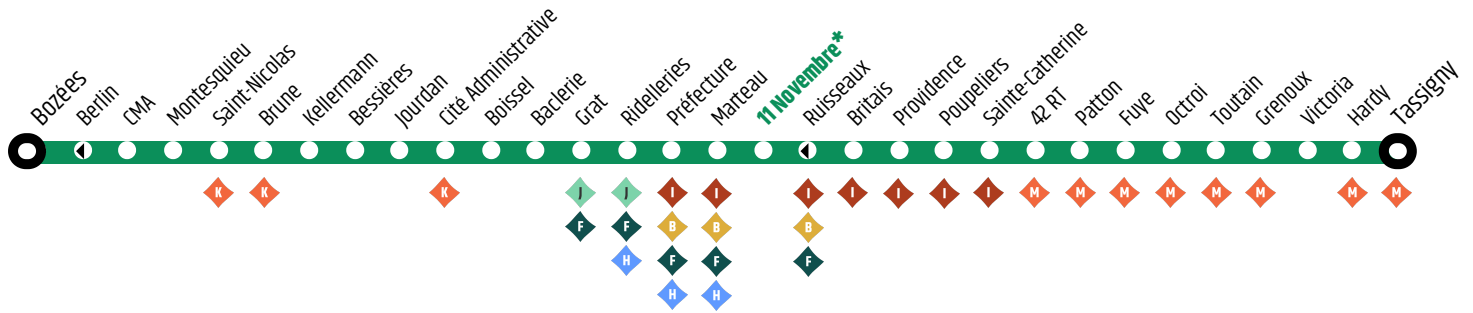 Bozées
Berlin
CMA
Montesquieu
Saint-Nicolas
Brune
Kellermann
Bessières
Jourdan
Cité Administrative
Boissel
Baclerie
Grat
Ridelleries
Préfecture
Marteau
11 Novembre*
Ruisseaux
Britais
Providence
Poupeliers
Sainte-Catherine
42 RT
Patton
Fuye
Octroi
Toutain
Grenoux
Victoria
Hardy
Tassigny
K K K J J I I I I I I I M M M M M M M M
F F B B B
H F F F
H H